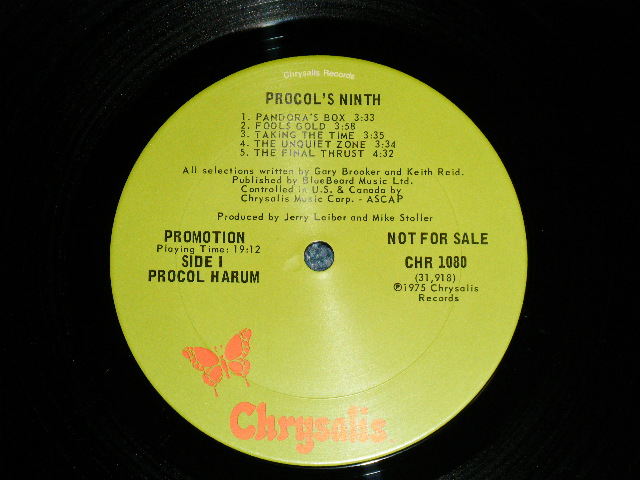 Chrysalis Records
PROCOL'S NINTH
1. PANDORA'S BOX 3:33
2. FOOLS GOLD 3:58
3. TAKING THE TIME 3:35
4. THE UNQUIET ZONE 3:34
5. THE FINAL THRUST 4:32
All selections written by Gary Brooker and Keith Reid.
Published by BlueBeard Music Ltd.
Controlled in U.S. & Canada by
Chrysalis Music Corp. - ASCAP
Produced by Jerry Leiber and Mike Stoller
PROMOTION
Playing Time: 19:12
SIDE I
PROCOL HARUM
NOT FOR SALE
CHR 1080
(31,918)
℗1975 Chrysalis
Records
Chrysalis